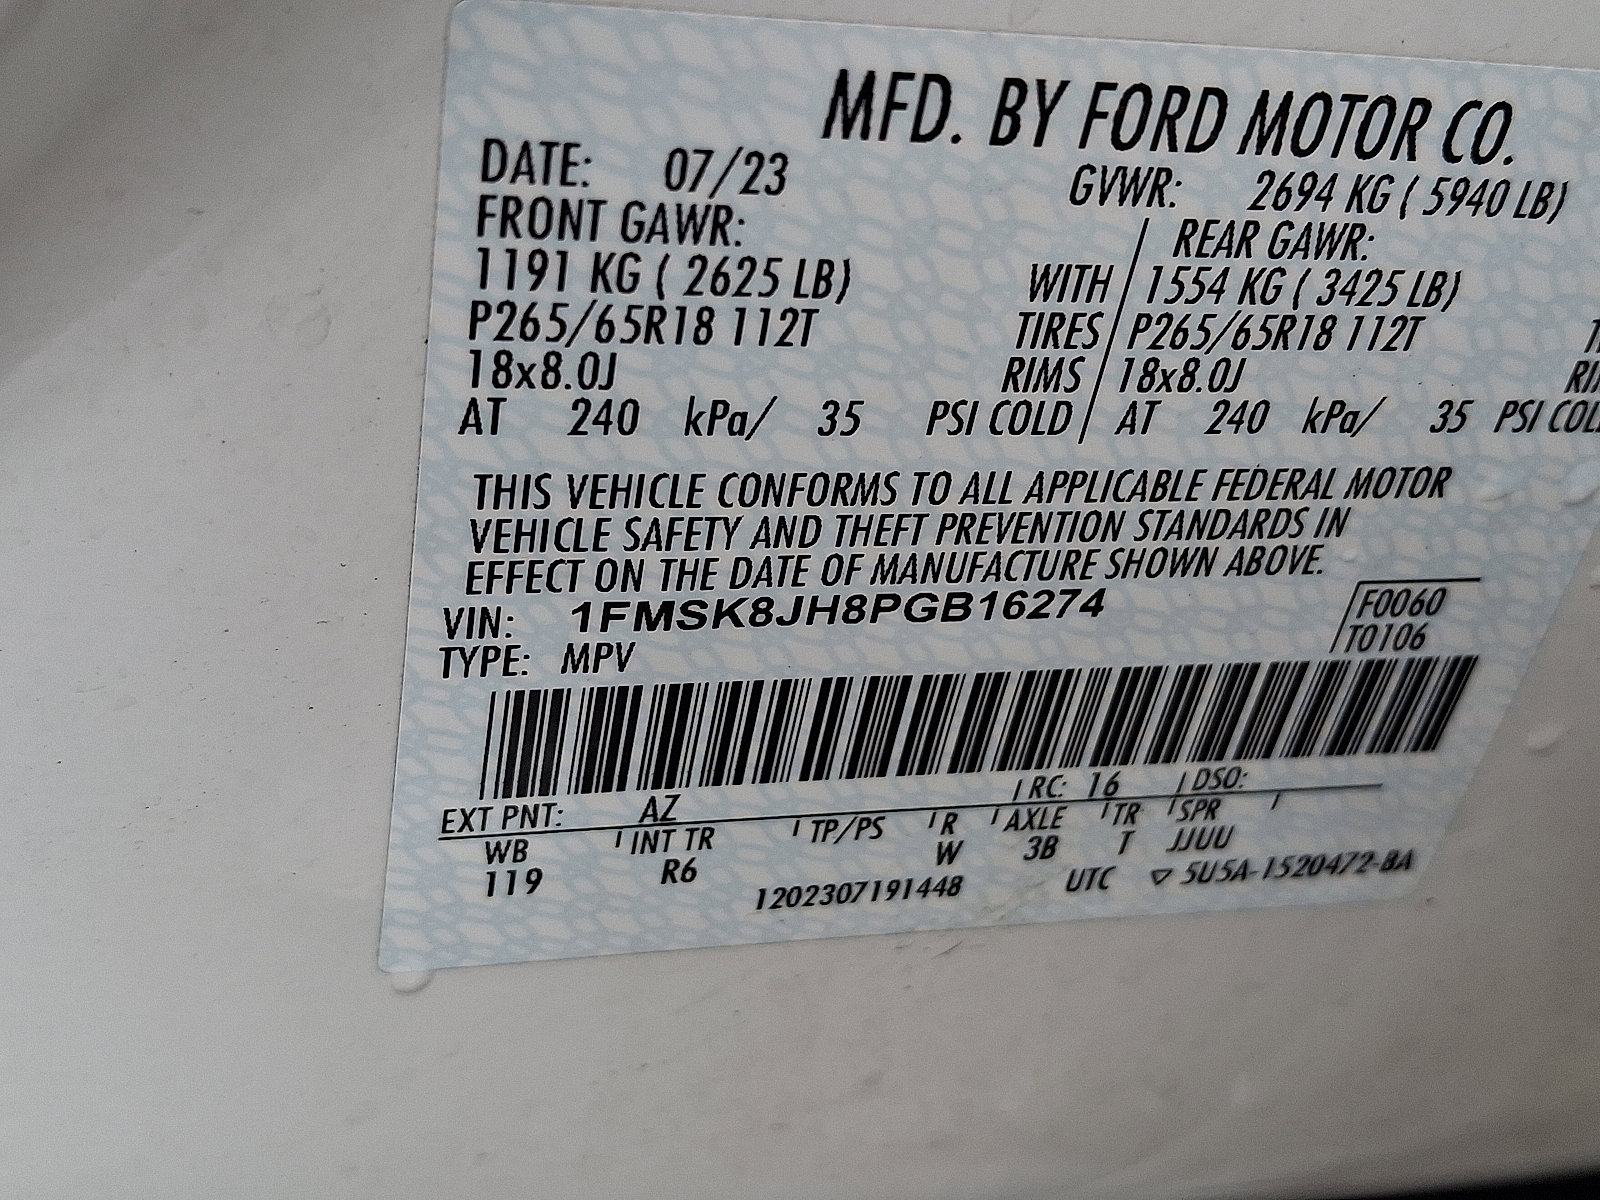 MFD. BY FORD MOTOR CO.
DATE: 07/23 GVWR: 2694 KG ( 5940 LB)
FRONT GAWR: REAR GAWR:
1191 KG ( 2625 LB) WITH 1554 KG ( 3425 LB)
P265/65R18 112T TIRES P265/65R18 112T
18x8.0J RIMS 18x8.0J
AT 240 kPa/ 35 PSI COLD AT 240 kPa/ 35 PSI COL
THIS VEHICLE CONFORMS TO ALL APPLICABLE FEDERAL MOTOR
VEHICLE SAFETY AND THEFT PREVENTION STANDARDS IN
EFFECT ON THE DATE OF MANUFACTURE SHOWN ABOVE.
VIN: 1FMSK8JH8PGB16274 F0060
TYPE: MPV T0106
EXT PNT: AZ RC: 16 DSO:
WB INT TR TP/PS R AXLE TR SPR
119 R6 W 3B T JJUU
1202307191448 UTC ▽ 5U5A-1520472-BA